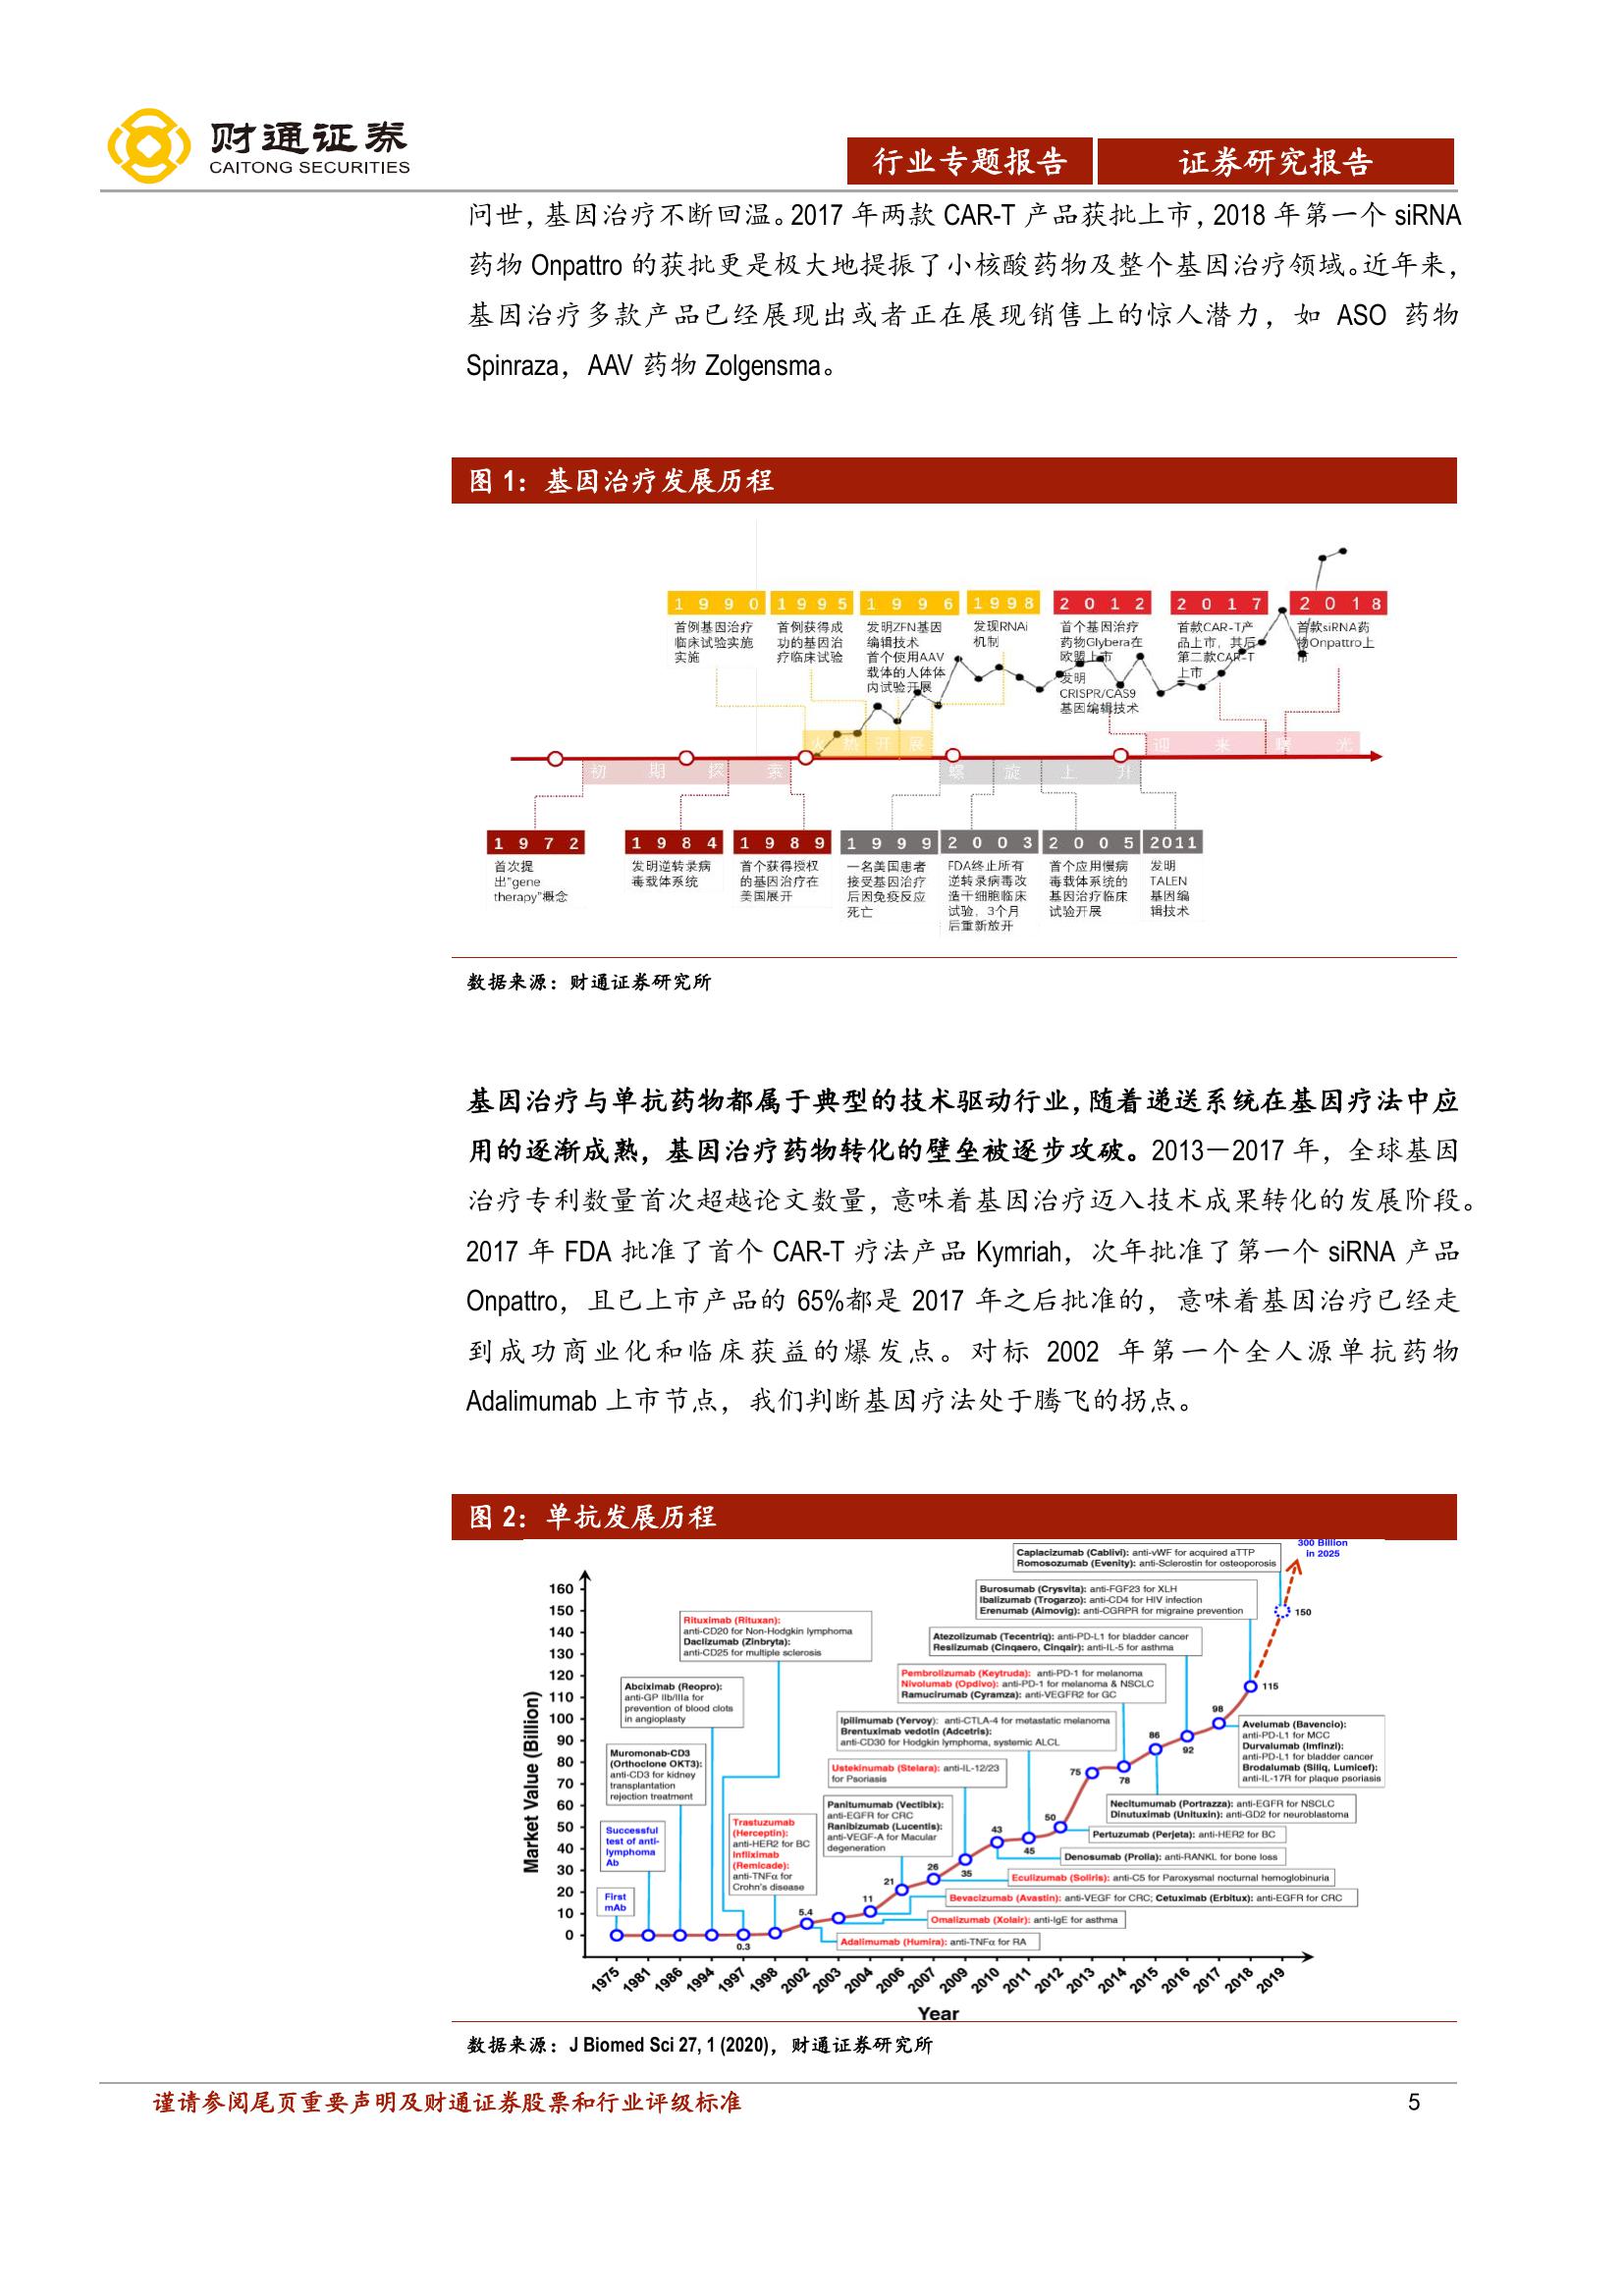 财通证券
CAITONG SECURITIES
行业专题报告
证券研究报告
问世，基因治疗不断回温。2017 年两款 CAR-T 产品获批上市，2018 年第一个 siRNA
药物 Onpattro 的获批更是极大地提振了小核酸药物及整个基因治疗领域。近年来，
基因治疗多款产品已经展现出或者正在展现销售上的惊人潜力，如 ASO 药物
Spinraza，AAV 药物 Zolgensma。
图 1：基因治疗发展历程
1990
首例基因治疗
临床试验实施
实施
1995
首例获得成
功的基因治
疗临床试验
1996
发明ZFN基因
编辑技术
首个使用AAV
载体的人体体
内试验开展
1998
发现RNAi
机制
2012
首个基因治疗
药物Glybera在
欧盟上市
发明
CRISPR/CAS9
基因编辑技术
2017
首款CAR-T产
品上市，其后
第二款CAR-T
上市
2018
首款siRNA药
物Onpattro上
市
火热开展
迎来曙光
初期探索
螺旋上升
1972
首次提
出"gene
therapy"概念
1984
发明逆转录病
毒载体系统
1989
首个获得授权
的基因治疗在
美国展开
1999
一名美国患者
接受基因治疗
后因免疫反应
死亡
2003
FDA终止所有
逆转录病毒改
造干细胞临床
试验，3个月
后重新放开
2005
首个应用慢病
毒载体系统的
基因治疗临床
试验开展
2011
发明
TALEN
基因编
辑技术
数据来源：财通证券研究所
基因治疗与单抗药物都属于典型的技术驱动行业，随着递送系统在基因疗法中应
用的逐渐成熟，基因治疗药物转化的壁垒被逐步攻破。2013－2017 年，全球基因
治疗专利数量首次超越论文数量，意味着基因治疗迈入技术成果转化的发展阶段。
2017 年 FDA 批准了首个 CAR-T 疗法产品 Kymriah，次年批准了第一个 siRNA 产品
Onpattro，且已上市产品的 65%都是 2017 年之后批准的，意味着基因治疗已经走
到成功商业化和临床获益的爆发点。对标 2002 年第一个全人源单抗药物
Adalimumab 上市节点，我们判断基因疗法处于腾飞的拐点。
图 2：单抗发展历程
300 Billion
in 2025
Caplacizumab (Cablivi): anti-vWF for acquired aTTP
Romosozumab (Evenity): anti-Sclerostin for osteoporosis
Burosumab (Crysvita): anti-FGF23 for XLH
Ibalizumab (Trogarzo): anti-CD4 for HIV infection
Erenumab (Aimovig): anti-CGRPR for migraine prevention
Atezolizumab (Tecentriq): anti-PD-L1 for bladder cancer
Reslizumab (Cinqaero, Cinqair): anti-IL-5 for asthma
Pembrolizumab (Keytruda): anti-PD-1 for melanoma
Nivolumab (Opdivo): anti-PD-1 for melanoma & NSCLC
Ramucirumab (Cyramza): anti-VEGFR2 for GC
Ipilimumab (Yervoy): anti-CTLA-4 for metastatic melanoma
Brentuximab vedotin (Adcetris):
anti-CD30 for Hodgkin lymphoma, systemic ALCL
Ustekinumab (Stelara): anti-IL-12/23
for Psoriasis
Panitumumab (Vectibix):
anti-EGFR for CRC
Ranibizumab (Lucentis):
anti-VEGF-A for Macular
degeneration
Rituximab (Rituxan):
anti-CD20 for Non-Hodgkin lymphoma
Daclizumab (Zinbryta):
anti-CD25 for multiple sclerosis
Abciximab (Reopro):
anti-GP IIb/IIIa for
prevention of blood clots
in angioplasty
Muromonab-CD3
(Orthoclone OKT3):
anti-CD3 for kidney
transplantation
rejection treatment
Successful
test of anti-
lymphoma
Ab
First
mAb
Trastuzumab
(Herceptin):
anti-HER2 for BC
Infliximab
(Remicade):
anti-TNFα for
Crohn's disease
Avelumab (Bavencio):
anti-PD-L1 for MCC
Durvalumab (Imfinzi):
anti-PD-L1 for bladder cancer
Brodalumab (Siliq, Lumicef):
anti-IL-17R for plaque psoriasis
Necitumumab (Portrazza): anti-EGFR for NSCLC
Dinutuximab (Unituxin): anti-GD2 for neuroblastoma
Pertuzumab (Perjeta): anti-HER2 for BC
Denosumab (Prolia): anti-RANKL for bone loss
Eculizumab (Soliris): anti-C5 for Paroxysmal nocturnal hemoglobinuria
Bevacizumab (Avastin): anti-VEGF for CRC; Cetuximab (Erbitux): anti-EGFR for CRC
Omalizumab (Xolair): anti-IgE for asthma
Adalimumab (Humira): anti-TNFα for RA
Market Value (Billion)
160
150
140
130
120
110
100
90
80
70
60
50
40
30
20
10
0
0.3
5.4
11
21
26
35
43
45
50
75
78
86
92
98
115
150
1975
1981
1986
1994
1997
1998
2002
2003
2004
2006
2007
2009
2010
2011
2012
2013
2014
2015
2016
2017
2018
2019
Year
数据来源：J Biomed Sci 27, 1 (2020)，财通证券研究所
谨请参阅尾页重要声明及财通证券股票和行业评级标准
5